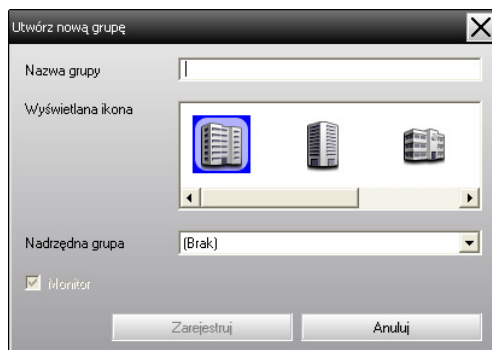 Utwórz nową grupę
Nazwa grupy
Wyświetlana ikona
Nadrzędna grupa
(Brak)
Monitor
Zarejestruj
Anuluj